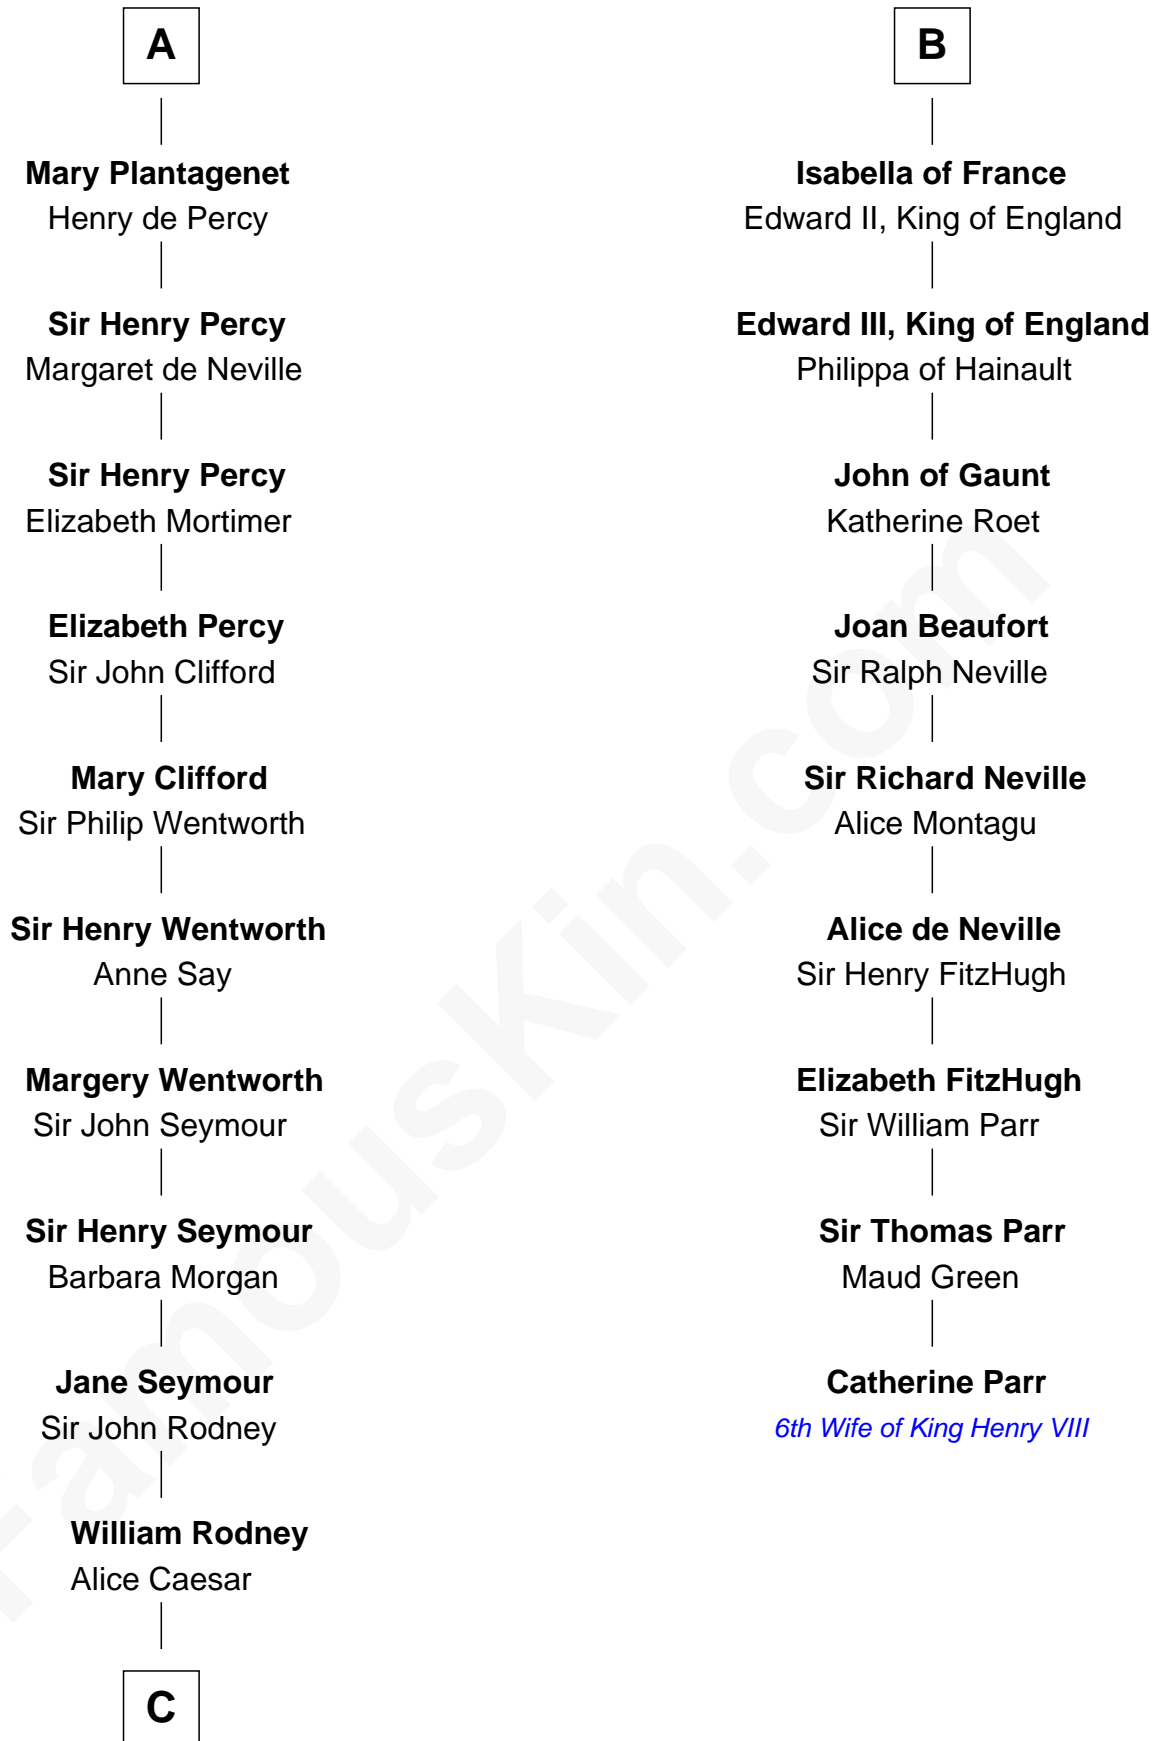 A
Mary Plantagenet
Henry de Percy
Sir Henry Percy
Margaret de Neville
Sir Henry Percy
Elizabeth Mortimer
Elizabeth Percy
Sir John Clifford
Mary Clifford
Sir Philip Wentworth
Sir Henry Wentworth
Anne Say
Margery Wentworth
Sir John Seymour
Sir Henry Seymour
Barbara Morgan
Jane Seymour
Sir John Rodney
William Rodney
Alice Caesar
C
B
Isabella of France
Edward II, King of England
Edward III, King of England
Philippa of Hainault
John of Gaunt
Katherine Roet
Joan Beaufort
Sir Ralph Neville
Sir Richard Neville
Alice Montagu
Alice de Neville
Sir Henry FitzHugh
Elizabeth FitzHugh
Sir William Parr
Sir Thomas Parr
Maud Green
Catherine Parr
6th Wife of King Henry VIII
FamousKin.com